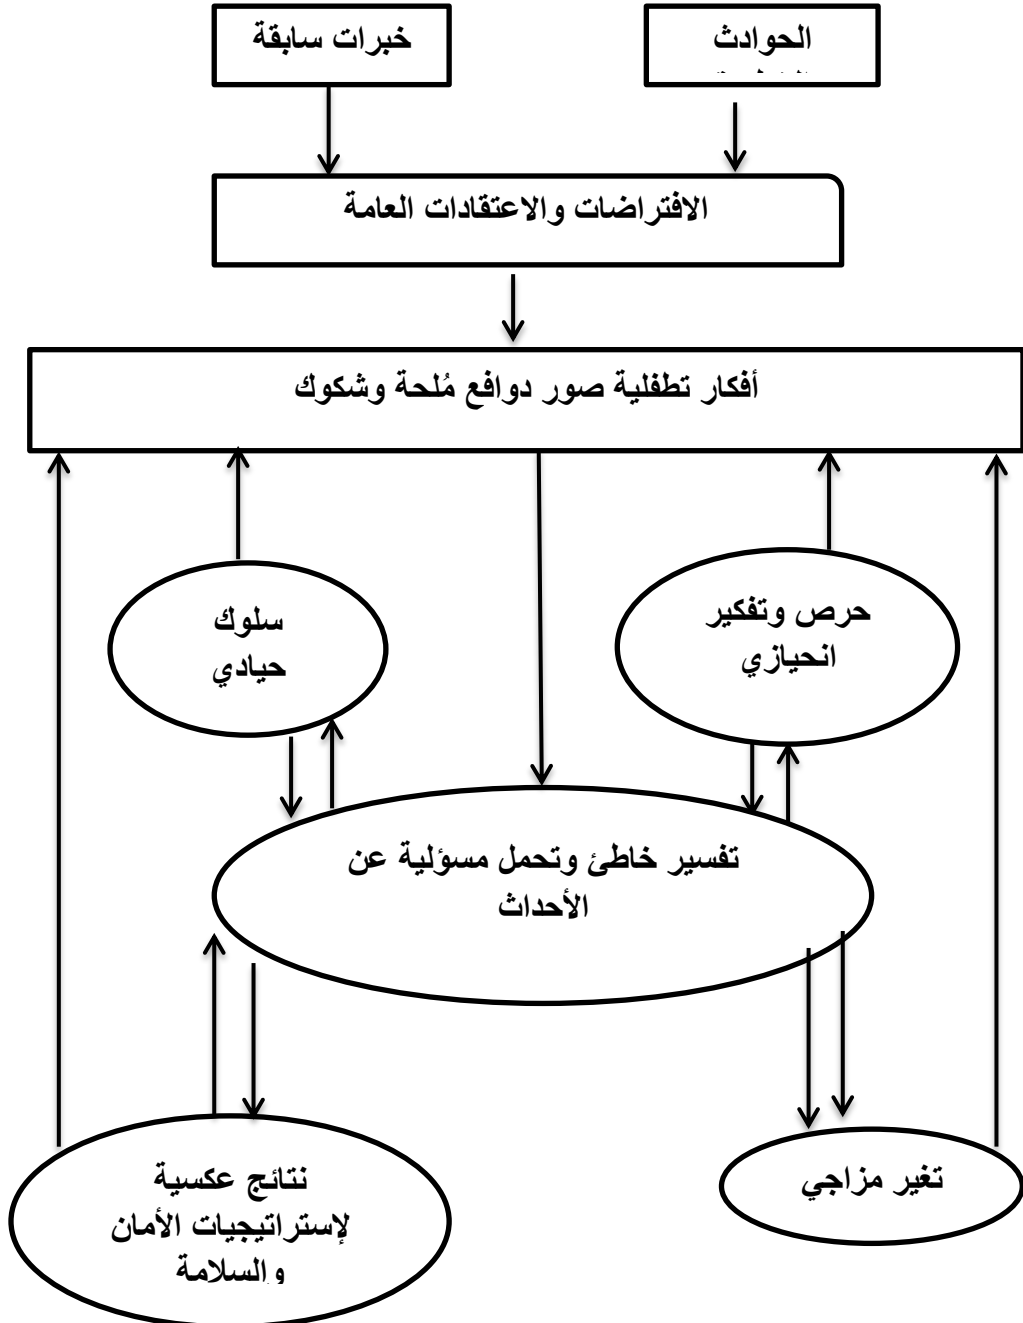 الحوادث
خبرات سابقة
الافتراضات والاعتقادات العامة
أفكار تطفلية صور دوافع مُلحة وشكوك
حرص وتفكير
انحيازي
سلوك
حيادي
تفسير خاطئ وتحمل مسؤلية عن
الأحداث
تغير مزاجي
نتائج عكسية
لإستراتيجيات الأمان
والسلامة